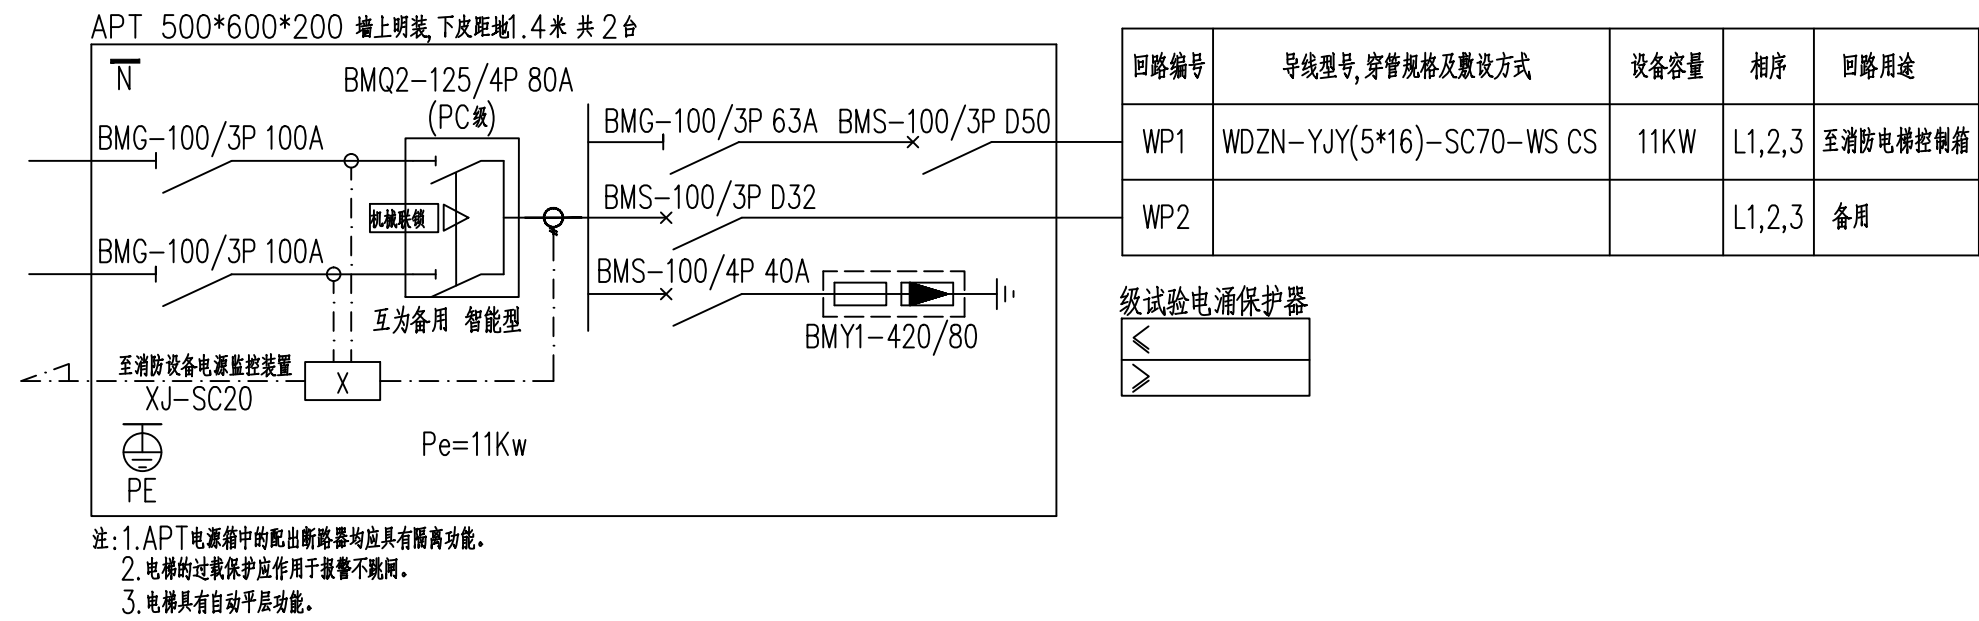 APT 500*600*200 墙上明装,下皮距地1.4米 共2台
N
BMQ2-125/4P 80A
(PC级)
BMG-100/3P 100A
BMG-100/3P 63A
BMS-100/3P D50
机械联锁
BMS-100/3P D32
BMG-100/3P 100A
BMS-100/4P 40A
互为备用 智能型
BMY1-420/80
至消防设备电源监控装置
X
XJ-SC20
Pe=11Kw
PE
回路编号 导线型号,穿管规格及敷设方式 设备容量 相序 回路用途
WP1 WDZN-YJY(5*16)-SC70-WS CS 11KW L1,2,3 至消防电梯控制箱
WP2 L1,2,3 备用
级试验电涌保护器
<
>
注:1.APT电源箱中的配出断路器均应具有隔离功能。
2.电梯的过载保护应作用于报警不跳闸。
3.电梯具有自动平层功能。